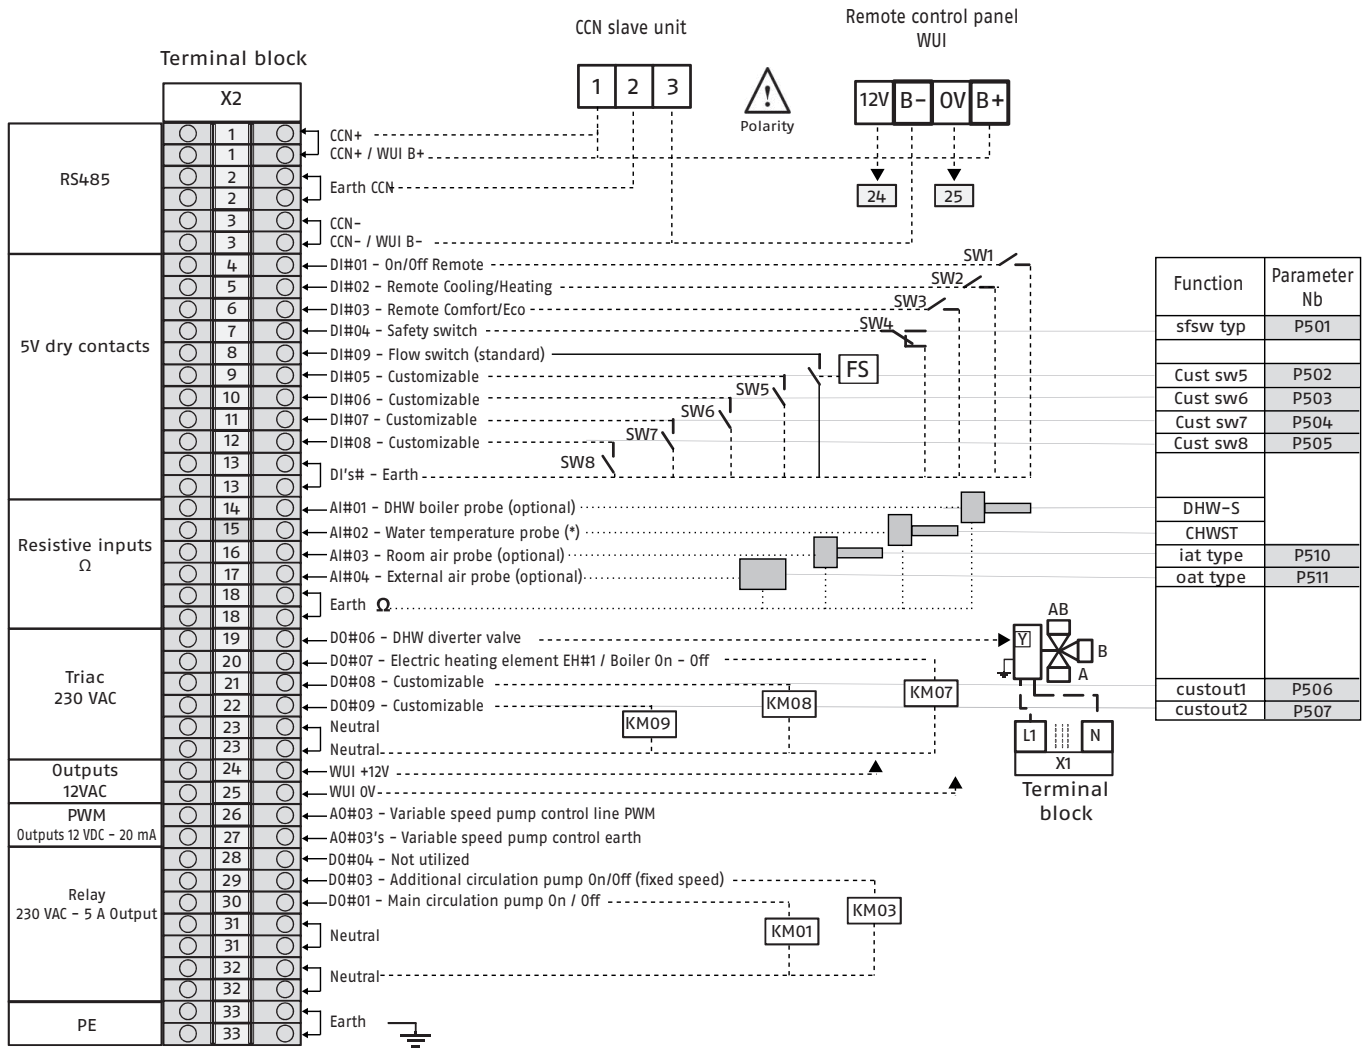 CCN slave unit
Remote control panel
WUI
Terminal block
X2
1 2 3
Polarity
12V B- 0V B+
24 25
RS485
1 CCN+
1 CCN+ / WUI B+
2
2
Earth CCN
3 CCN-
3 CCN- / WUI B-
5V dry contacts
4 DI#01 - On/Off Remote SW1
5 DI#02 - Remote Cooling/Heating SW2
6 DI#03 - Remote Comfort/Eco SW3
7 DI#04 - Safety switch SW4
8 DI#09 - Flow switch (standard) FS
9 DI#05 - Customizable SW5
10 DI#06 - Customizable SW6
11 DI#07 - Customizable SW7
12 DI#08 - Customizable SW8
13
13
DI's# - Earth
Function Parameter
Nb
sfsw typ P501
Cust sw5 P502
Cust sw6 P503
Cust sw7 P504
Cust sw8 P505
DHW-S
CHWST
iat type P510
oat type P511
custout1 P506
custout2 P507
Resistive inputs
Ω
14 AI#01 - DHW boiler probe (optional)
15 AI#02 - Water temperature probe (*)
16 AI#03 - Room air probe (optional)
17 AI#04 - External air probe (optional)
18
18
Earth Ω
Triac
230 VAC
19 DO#06 - DHW diverter valve
20 DO#07 - Electric heating element EH#1 / Boiler On - Off
21 DO#08 - Customizable
22 DO#09 - Customizable
23 Neutral
23 Neutral
KM09
KM08
KM07
AB
Y
B
A
L1 N
X1
Terminal
block
Outputs
12VAC
24 WUI +12V
25 WUI 0V
PWM
Outputs 12 VDC - 20 mA
26 AO#03 - Variable speed pump control line PWM
27 AO#03's - Variable speed pump control earth
Relay
230 VAC - 5 A Output
28 DO#04 - Not utilized
29 DO#03 - Additional circulation pump On/Off (fixed speed)
30 DO#01 - Main circulation pump On / Off
31
31
Neutral
32
32
Neutral
KM01
KM03
PE
33
33
Earth